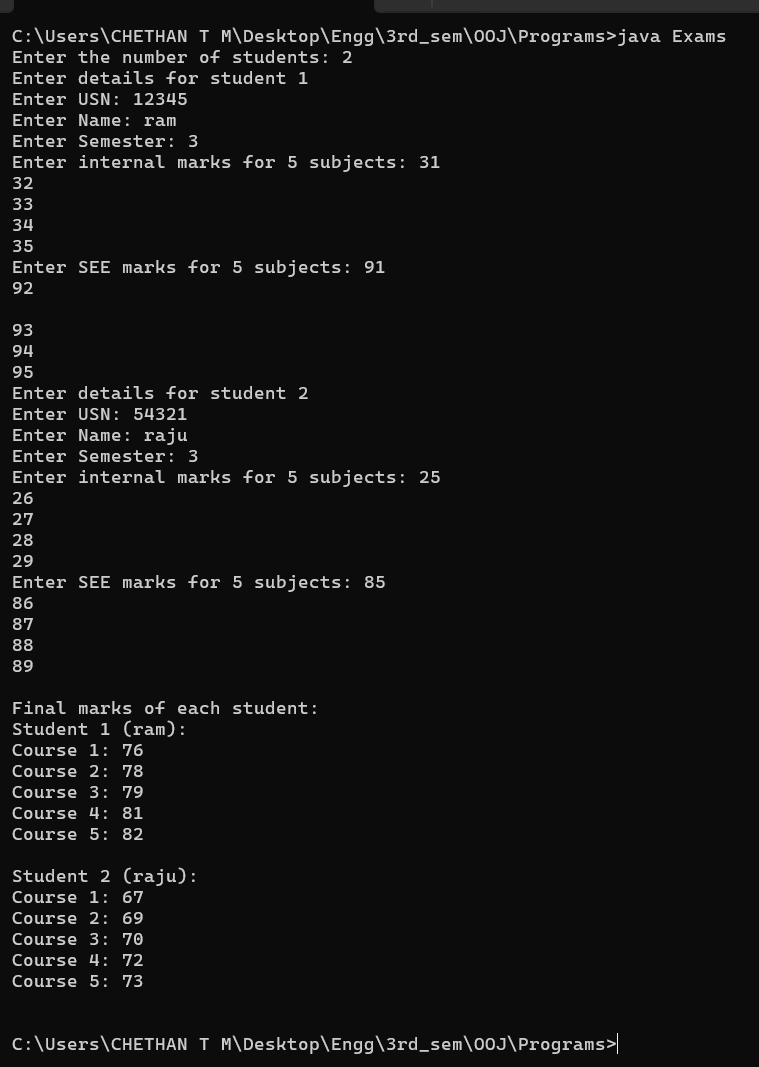 C:\Users\CHETHAN T M\Desktop\Engg\3rd_sem\OOJ\Programs>java Exams
Enter the number of students: 2
Enter details for student 1
Enter USN: 12345
Enter Name: ram
Enter Semester: 3
Enter internal marks for 5 subjects: 31
32
33
34
35
Enter SEE marks for 5 subjects: 91
92

93
94
95
Enter details for student 2
Enter USN: 54321
Enter Name: raju
Enter Semester: 3
Enter internal marks for 5 subjects: 25
26
27
28
29
Enter SEE marks for 5 subjects: 85
86
87
88
89

Final marks of each student:
Student 1 (ram):
Course 1: 76
Course 2: 78
Course 3: 79
Course 4: 81
Course 5: 82

Student 2 (raju):
Course 1: 67
Course 2: 69
Course 3: 70
Course 4: 72
Course 5: 73

C:\Users\CHETHAN T M\Desktop\Engg\3rd_sem\OOJ\Programs>